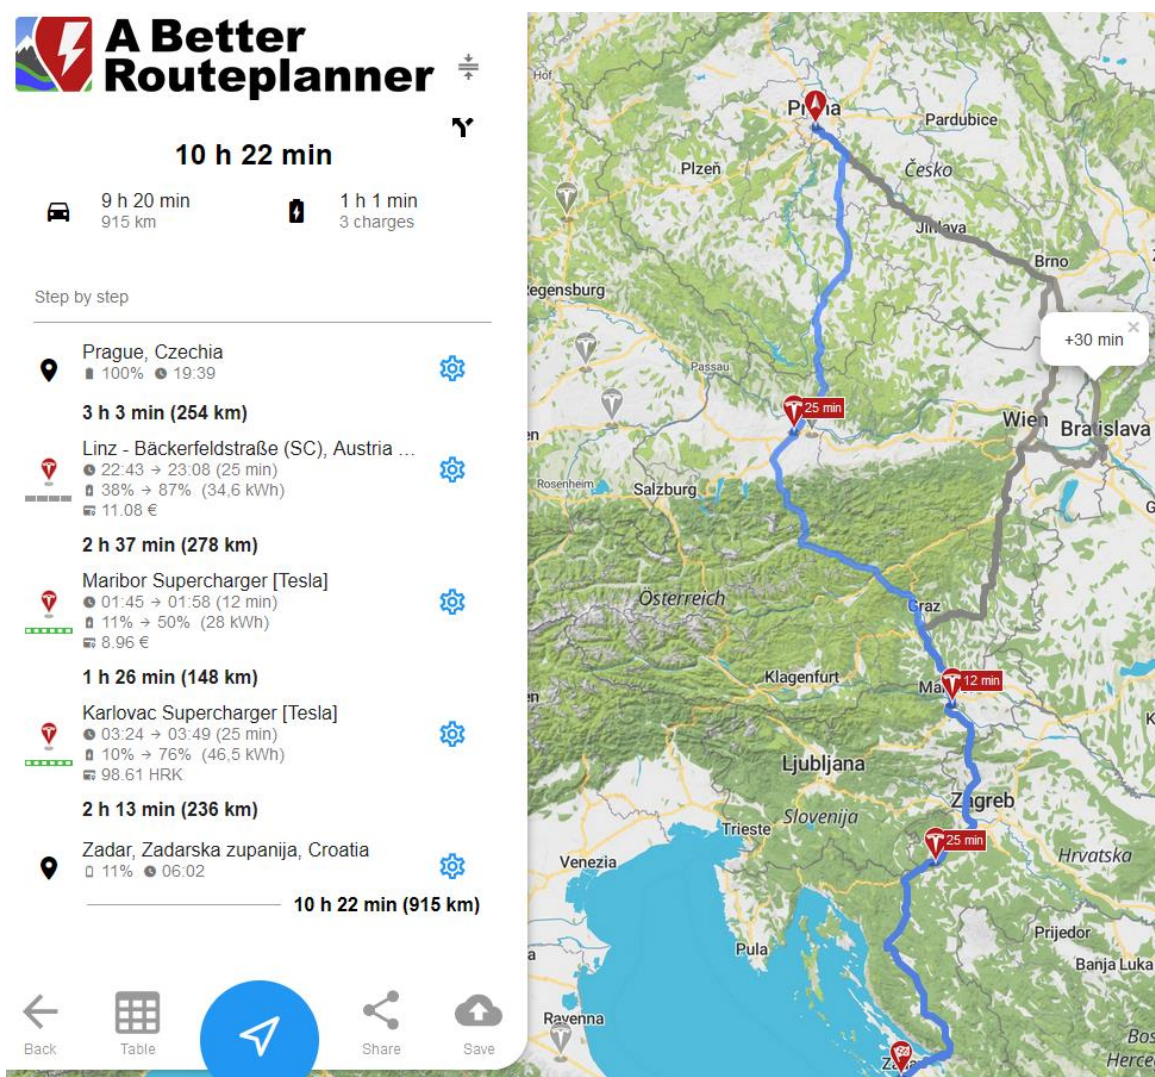 A Better
Routeplanner
10 h 22 min
9 h 20 min
915 km
1 h 1 min
3 charges
Step by step
Prague, Czechia
100% 19:39
3 h 3 min (254 km)
Linz - Bäckerfeldstraße (SC), Austria ...
22:43 → 23:08 (25 min)
38% → 87% (34,6 kWh)
11.08 €
2 h 37 min (278 km)
Maribor Supercharger [Tesla]
01:45 → 01:58 (12 min)
11% → 50% (28 kWh)
8.96 €
1 h 26 min (148 km)
Karlovac Supercharger [Tesla]
03:24 → 03:49 (25 min)
10% → 76% (46,5 kWh)
98.61 HRK
2 h 13 min (236 km)
Zadar, Zadarska zupanija, Croatia
11% 06:02
10 h 22 min (915 km)
Back
Table
Share
Save
Hof
Pardubice
Plzeň
Česko
Jihlava
Brno
Regensburg
+30 min ×
Passau
25 min
Wien
Bratislava
Rosenheim
Salzburg
Österreich
Graz
Klagenfurt
12 min
Ljubljana
Slovenija
Zagreb
Trieste
25 min
Venezia
Hrvatska
Prijedor
Pula
Banja Luka
Ravenna